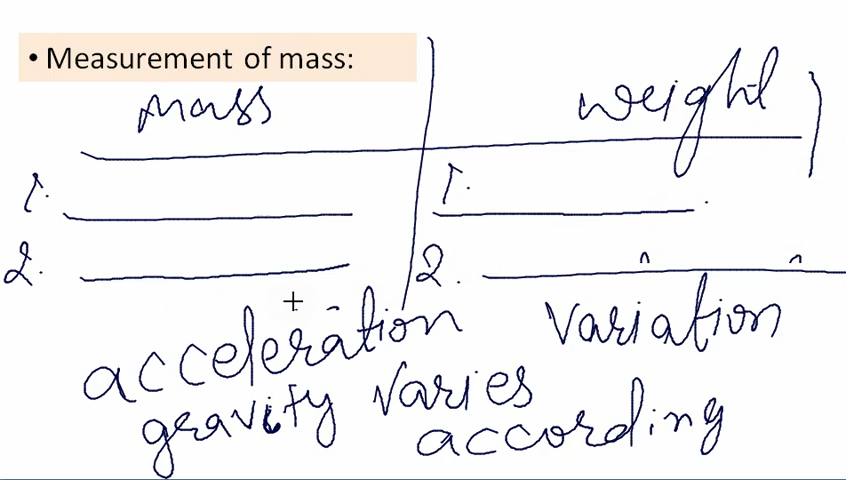 • Measurement of mass:
mass weight
1. 1.
2. 2.
acceleration variation
gravity varies
according